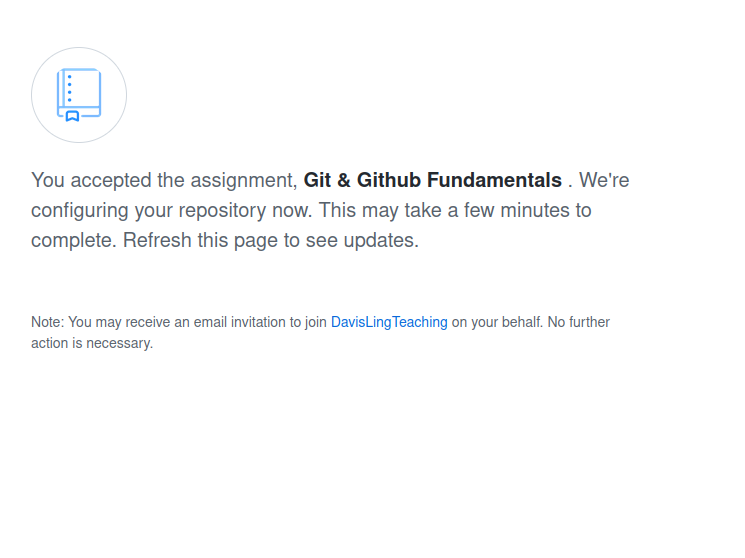 You accepted the assignment, Git & Github Fundamentals . We're
configuring your repository now. This may take a few minutes to
complete. Refresh this page to see updates.
Note: You may receive an email invitation to join DavisLingTeaching on your behalf. No further
action is necessary.